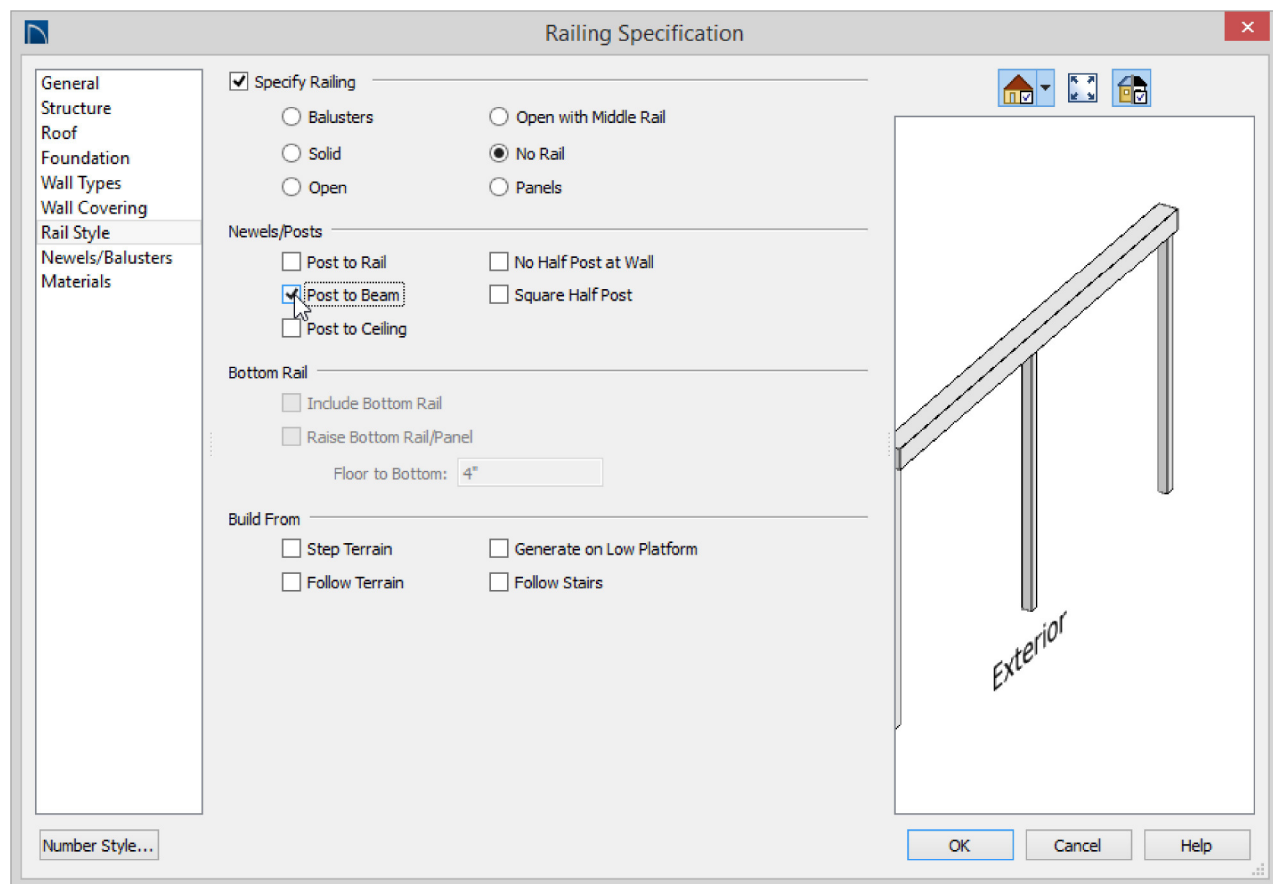 Railing Specification
General
Structure
Roof
Foundation
Wall Types
Wall Covering
Rail Style
Newels/Balusters
Materials
Specify Railing
Balusters
Open with Middle Rail
Solid
No Rail
Open
Panels
Newels/Posts
Post to Rail
No Half Post at Wall
Post to Beam
Square Half Post
Post to Ceiling
Bottom Rail
Include Bottom Rail
Raise Bottom Rail/Panel
Floor to Bottom: 4"
Build From
Step Terrain
Generate on Low Platform
Follow Terrain
Follow Stairs
Exterior
Number Style...
OK
Cancel
Help